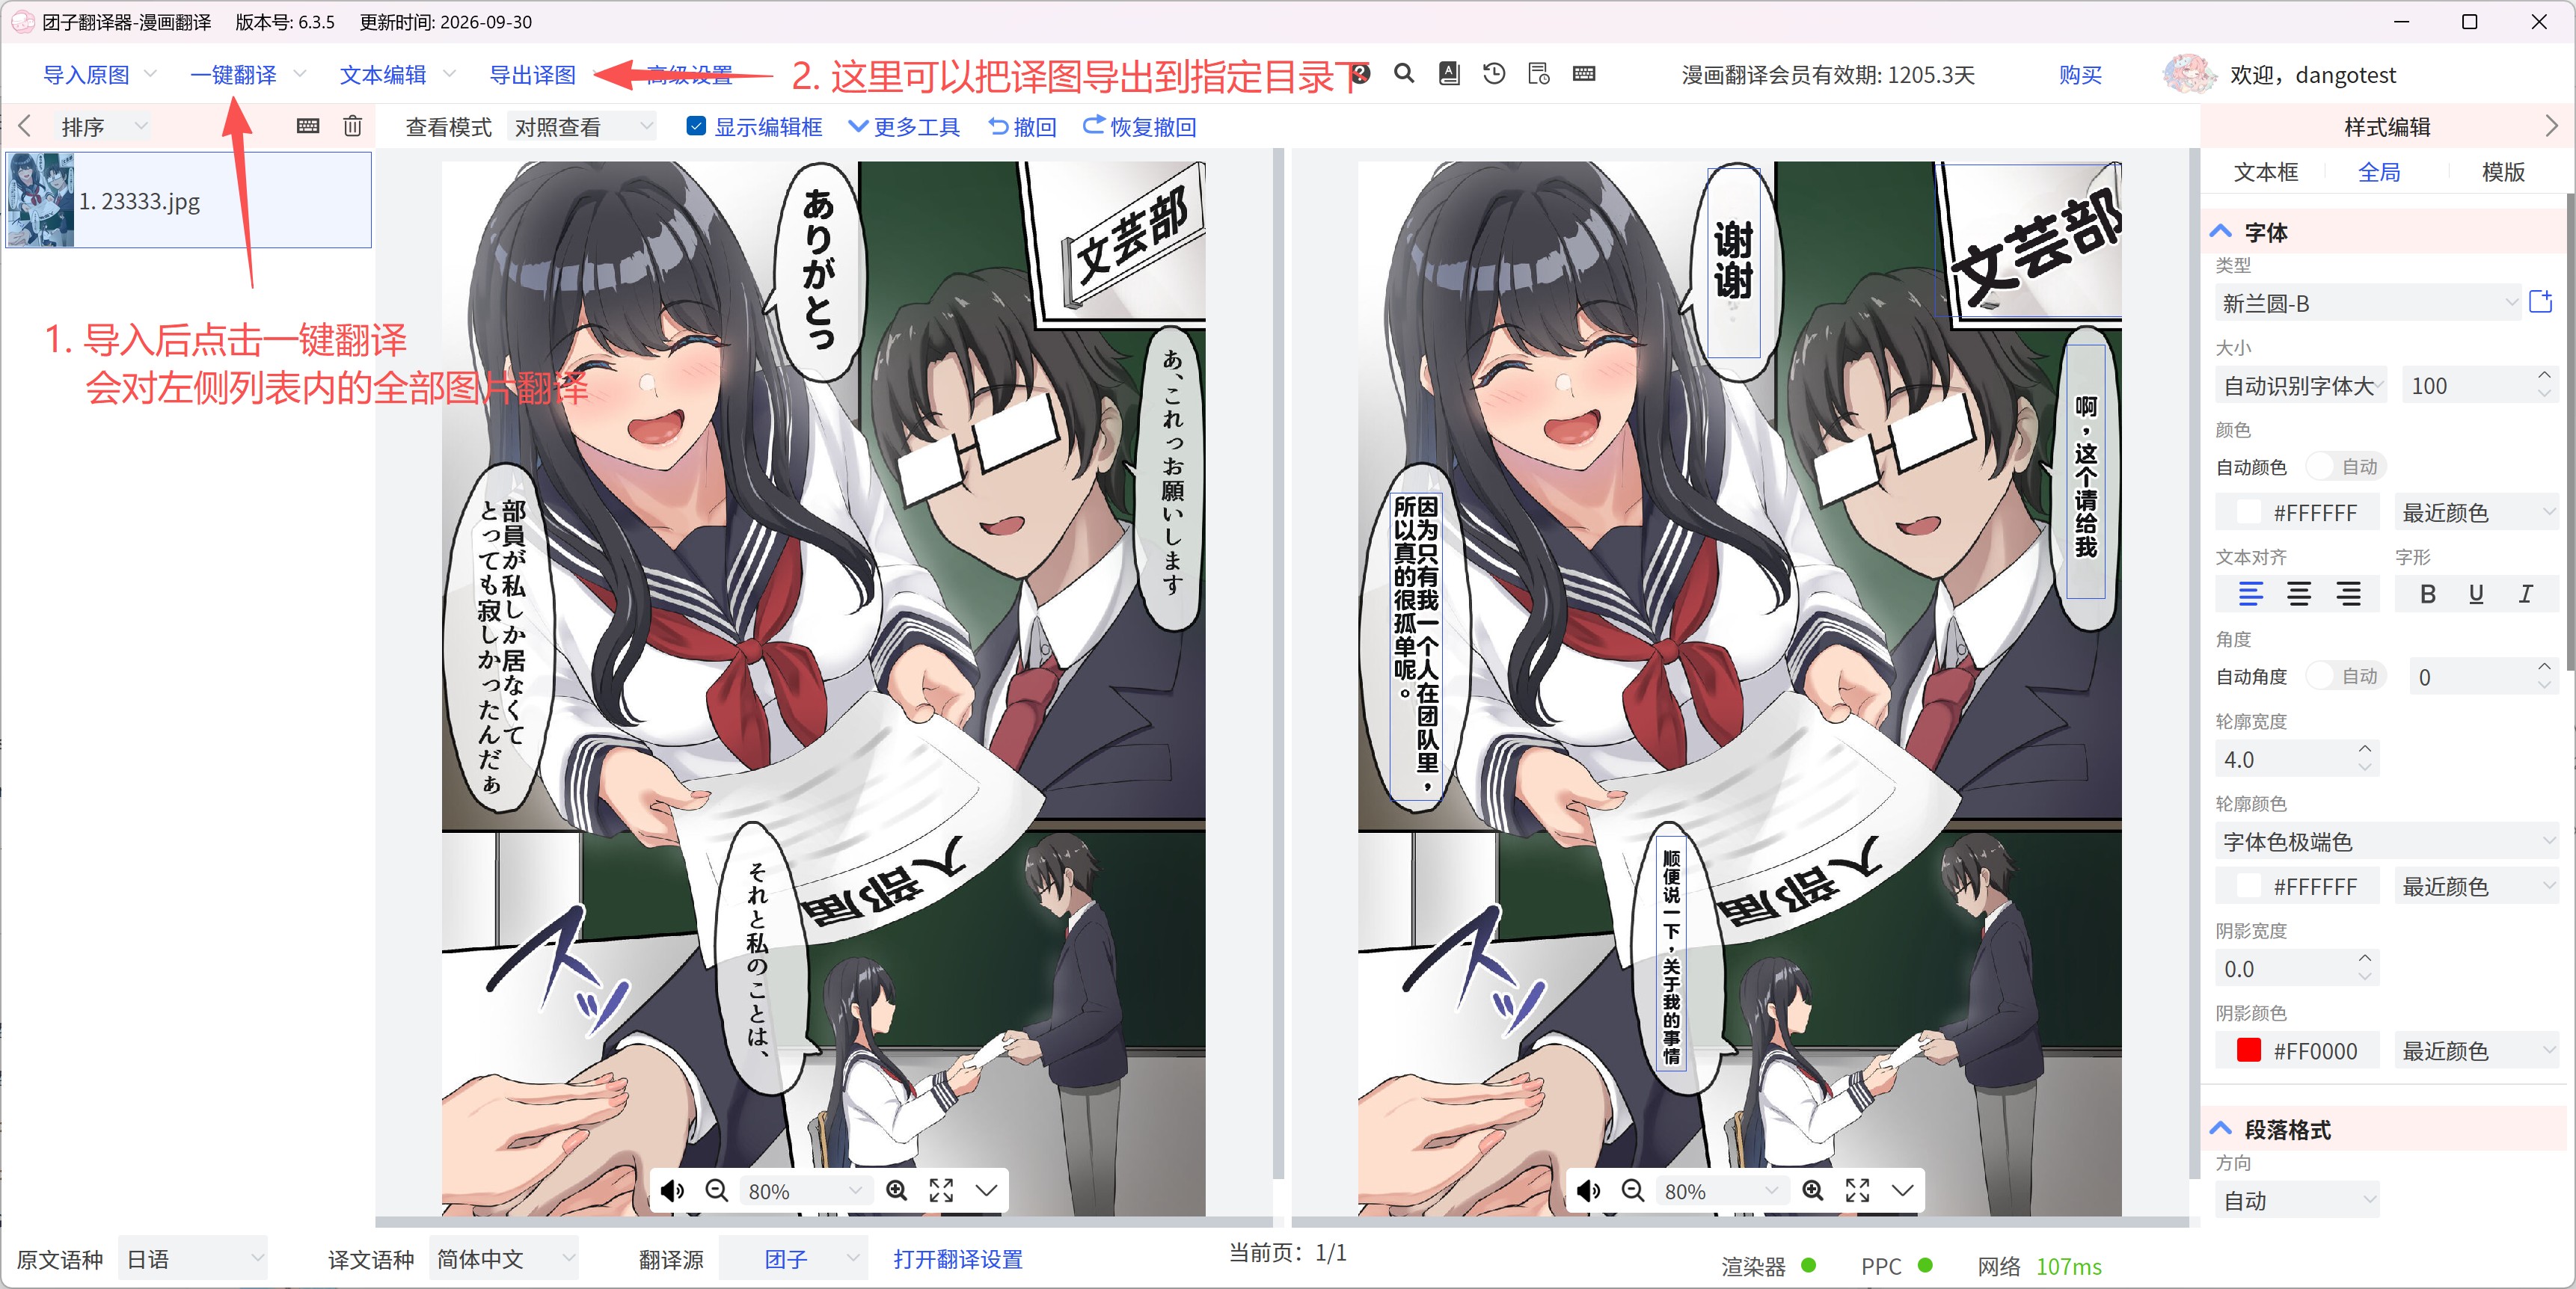 团子翻译器-漫画翻译 版本号: 6.3.5 更新时间: 2026-09-30
导入原图 一键翻译 文本编辑 导出译图 高级设置
2. 这里可以把译图导出到指定目录下
漫画翻译会员有效期: 1205.3天 购买 欢迎，dangotest
排序
查看模式 对照查看 显示编辑框 更多工具 撤回 恢复撤回
样式编辑
1. 23333.jpg
1. 导入后点击一键翻译
会对左侧列表内的全部图片翻译
文芸部
ありがとっ
あ、これっお願いします
部員が私しか居なくて
とっても寂しかったんだぁ
入部届
それと私のことは、
スッ
80%
文芸部
谢谢
啊，这个请给我
因为只有我一个人在团队里，
所以真的很孤单呢。
入部届
顺便说一下，关于我的事情
スッ
80%
文本框 全局 模版
字体
类型
新兰圆-B
大小
自动识别字体大 100
颜色
自动颜色 自动
#FFFFFF 最近颜色
文本对齐 字形
B U I
角度
自动角度 自动 0
轮廓宽度
4.0
轮廓颜色
字体色极端色
#FFFFFF 最近颜色
阴影宽度
0.0
阴影颜色
#FF0000 最近颜色
段落格式
方向
自动
原文语种 日语 译文语种 简体中文 翻译源 团子 打开翻译设置 当前页：1/1 渲染器 PPC 网络 107ms